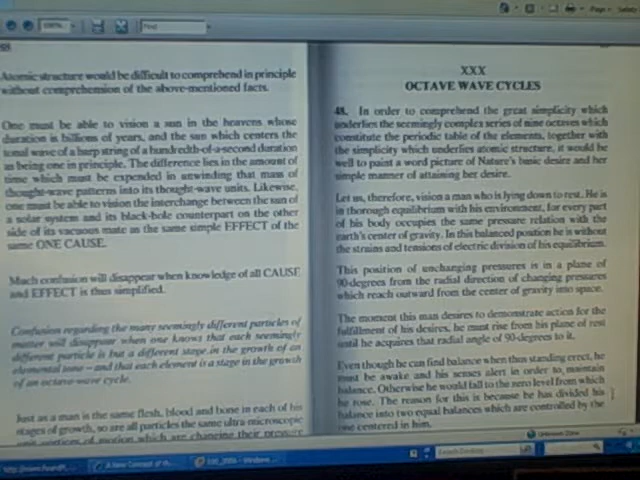 Find
88
Atomic structure would be difficult to comprehend in principle
without comprehension of the above-mentioned facts.
One must be able to vision a sun in the heavens whose
duration is billions of years, and the sun which centers the
tonal wave of a harp string of a hundredth-of-a-second duration
as being one in principle. The difference lies in the amount of
time which must be expended in unwinding that mass of
thought-wave patterns into its thought-wave units. Likewise,
one must be able to vision the interchange between the sun of
a solar system and its black-hole counterpart on the other
side of its vacuous mate as the same simple EFFECT of the
same ONE CAUSE.
Much confusion will disappear when knowledge of all CAUSE
and EFFECT is thus simplified.
Confusion regarding the many seemingly different particles of
matter will disappear when one knows that each seemingly
different particle is but a different stage in the growth of an
elemental tone – and that each element is a stage in the growth
of an octave-wave cycle.
Just as a man is the same flesh, blood and bone in each of his
stages of growth, so are all particles the same ultra-microscopic
unit portions of motion which are changing their pressure
XXX
OCTAVE WAVE CYCLES
48. In order to comprehend the great simplicity which
underlies the seemingly complex series of nine octaves which
constitute the periodic table of the elements, together with
the simplicity which underlies atomic structure, it would be
well to paint a word picture of Nature's basic desire and her
simple manner of attaining her desire.
Let us, therefore, vision a man who is lying down to rest. He is
in thorough equilibrium with his environment, for every part
of his body occupies the same pressure relation with the
earth's center of gravity. In this balanced position he is without
the strains and tensions of electric division of his equilibrium.
This position of unchanging pressures is in a plane of
90-degrees from the radial direction of changing pressures
which reach outward from the center of gravity into space.
The moment this man desires to demonstrate action for the
fulfillment of his desires, he must rise from his plane of rest
until he acquires that radial angle of 90-degrees to it.
Even though he can find balance when thus standing erect, he
must be awake and his senses alert in order to maintain
balance. Otherwise he would fall to the zero level from which
he rose. The reason for this is because he has divided his
balance into two equal balances which are controlled by the
one centered in him.
Page
Safety
Unknown Zone
A New Concept of th
Search Desktop